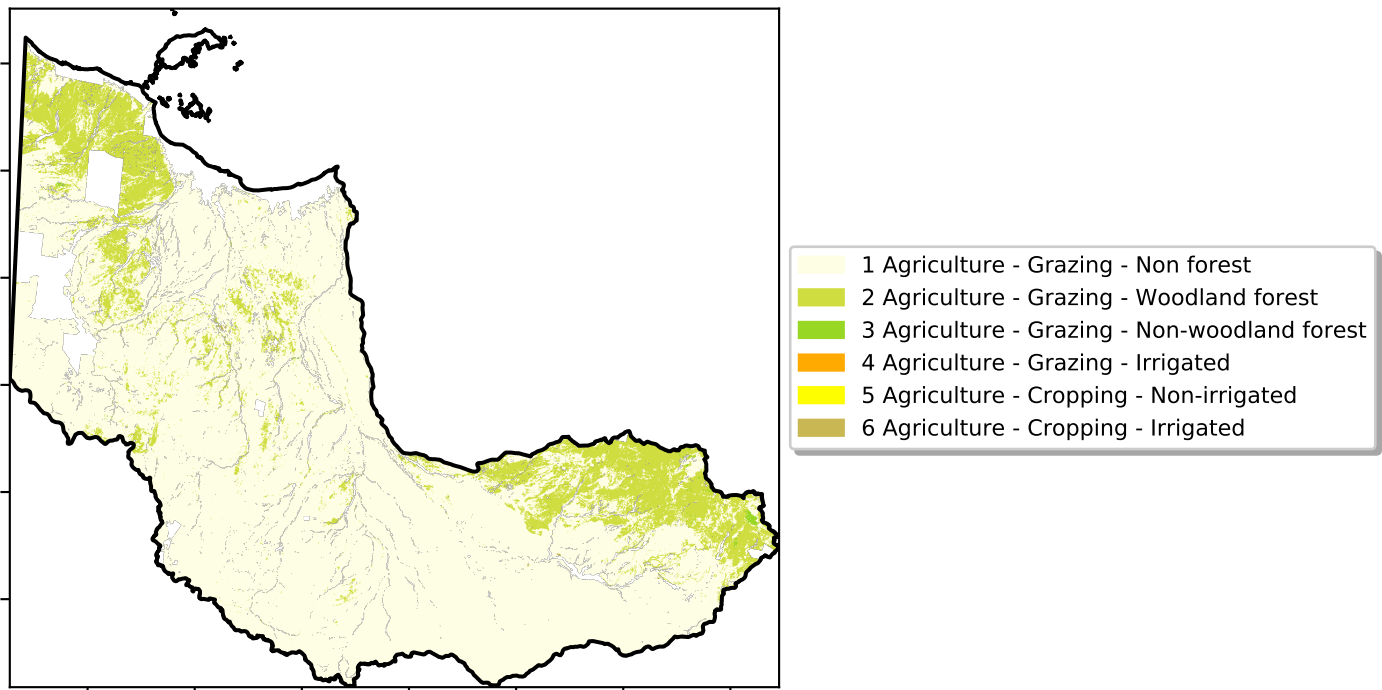 1 Agriculture - Grazing - Non forest
2 Agriculture - Grazing - Woodland forest
3 Agriculture - Grazing - Non-woodland forest
4 Agriculture - Grazing - Irrigated
5 Agriculture - Cropping - Non-irrigated
6 Agriculture - Cropping - Irrigated